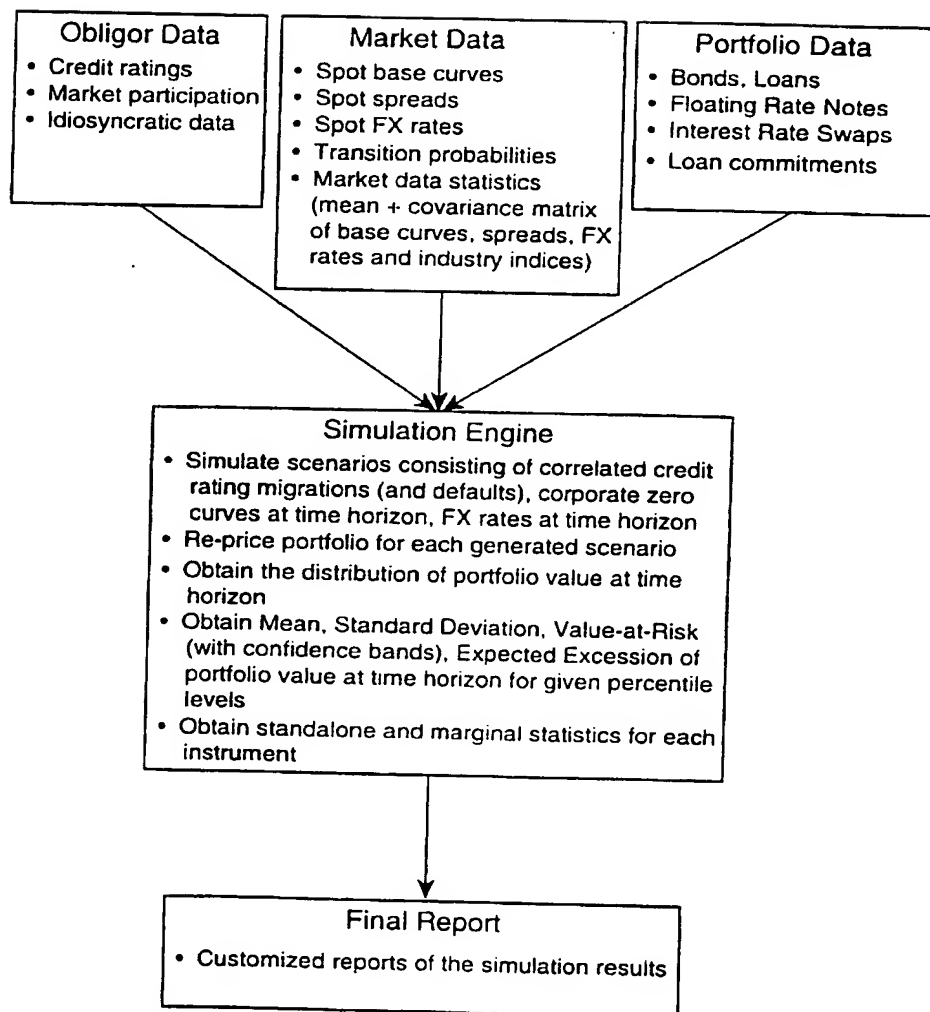 Obligor Data
• Credit ratings
• Market participation
• Idiosyncratic data
Market Data
• Spot base curves
• Spot spreads
• Spot FX rates
• Transition probabilities
• Market data statistics
(mean + covariance matrix
of base curves, spreads, FX
rates and industry indices)
Portfolio Data
• Bonds, Loans
• Floating Rate Notes
• Interest Rate Swaps
• Loan commitments
Simulation Engine
• Simulate scenarios consisting of correlated credit
rating migrations (and defaults), corporate zero
curves at time horizon, FX rates at time horizon
• Re-price portfolio for each generated scenario
• Obtain the distribution of portfolio value at time
horizon
• Obtain Mean, Standard Deviation, Value-at-Risk
(with confidence bands), Expected Excession of
portfolio value at time horizon for given percentile
levels
• Obtain standalone and marginal statistics for each
instrument
Final Report
• Customized reports of the simulation results